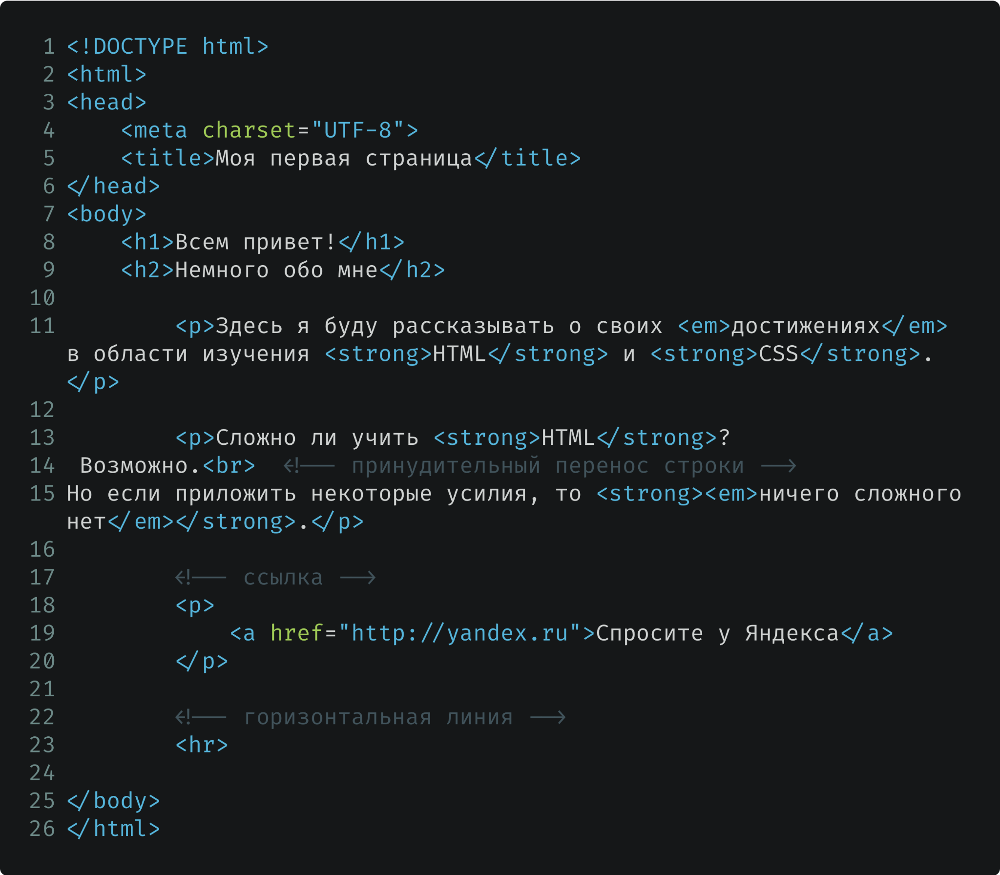 1 <!DOCTYPE html>
2 <html>
3 <head>
4     <meta charset="UTF-8">
5     <title>Моя первая страница</title>
6 </head>
7 <body>
8     <h1>Всем привет!</h1>
9     <h2>Немного обо мне</h2>
10
11         <p>Здесь я буду рассказывать о своих <em>достижениях</em>
в области изучения <strong>HTML</strong> и <strong>CSS</strong>.
</p>
12
13         <p>Сложно ли учить <strong>HTML</strong>?
14  Возможно.<br>  <!-- принудительный перенос строки -->
15 Но если приложить некоторые усилия, то <strong><em>ничего сложного
нет</em></strong>.</p>
16
17         <!-- ссылка -->
18         <p>
19             <a href="http://yandex.ru">Спросите у Яндекса</a>
20         </p>
21
22         <!-- горизонтальная линия -->
23         <hr>
24
25 </body>
26 </html>